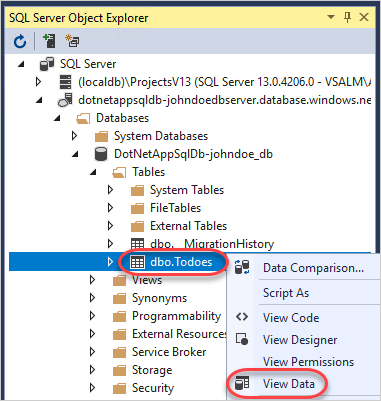 SQL Server Object Explorer
SQL Server
(localdb)\ProjectsV13 (SQL Server 13.0.4206.0 - VSALM\
dotnetappsqldb-johndoedbserver.database.windows.ne
Databases
System Databases
DotNetAppSqlDb-johndoe_db
Tables
System Tables
FileTables
External Tables
dbo.__MigrationHistory
dbo.Todoes
Views
Synonyms
Programmability
External Resources
Service Broker
Storage
Security
Data Comparison...
Script As
View Code
View Designer
View Permissions
View Data